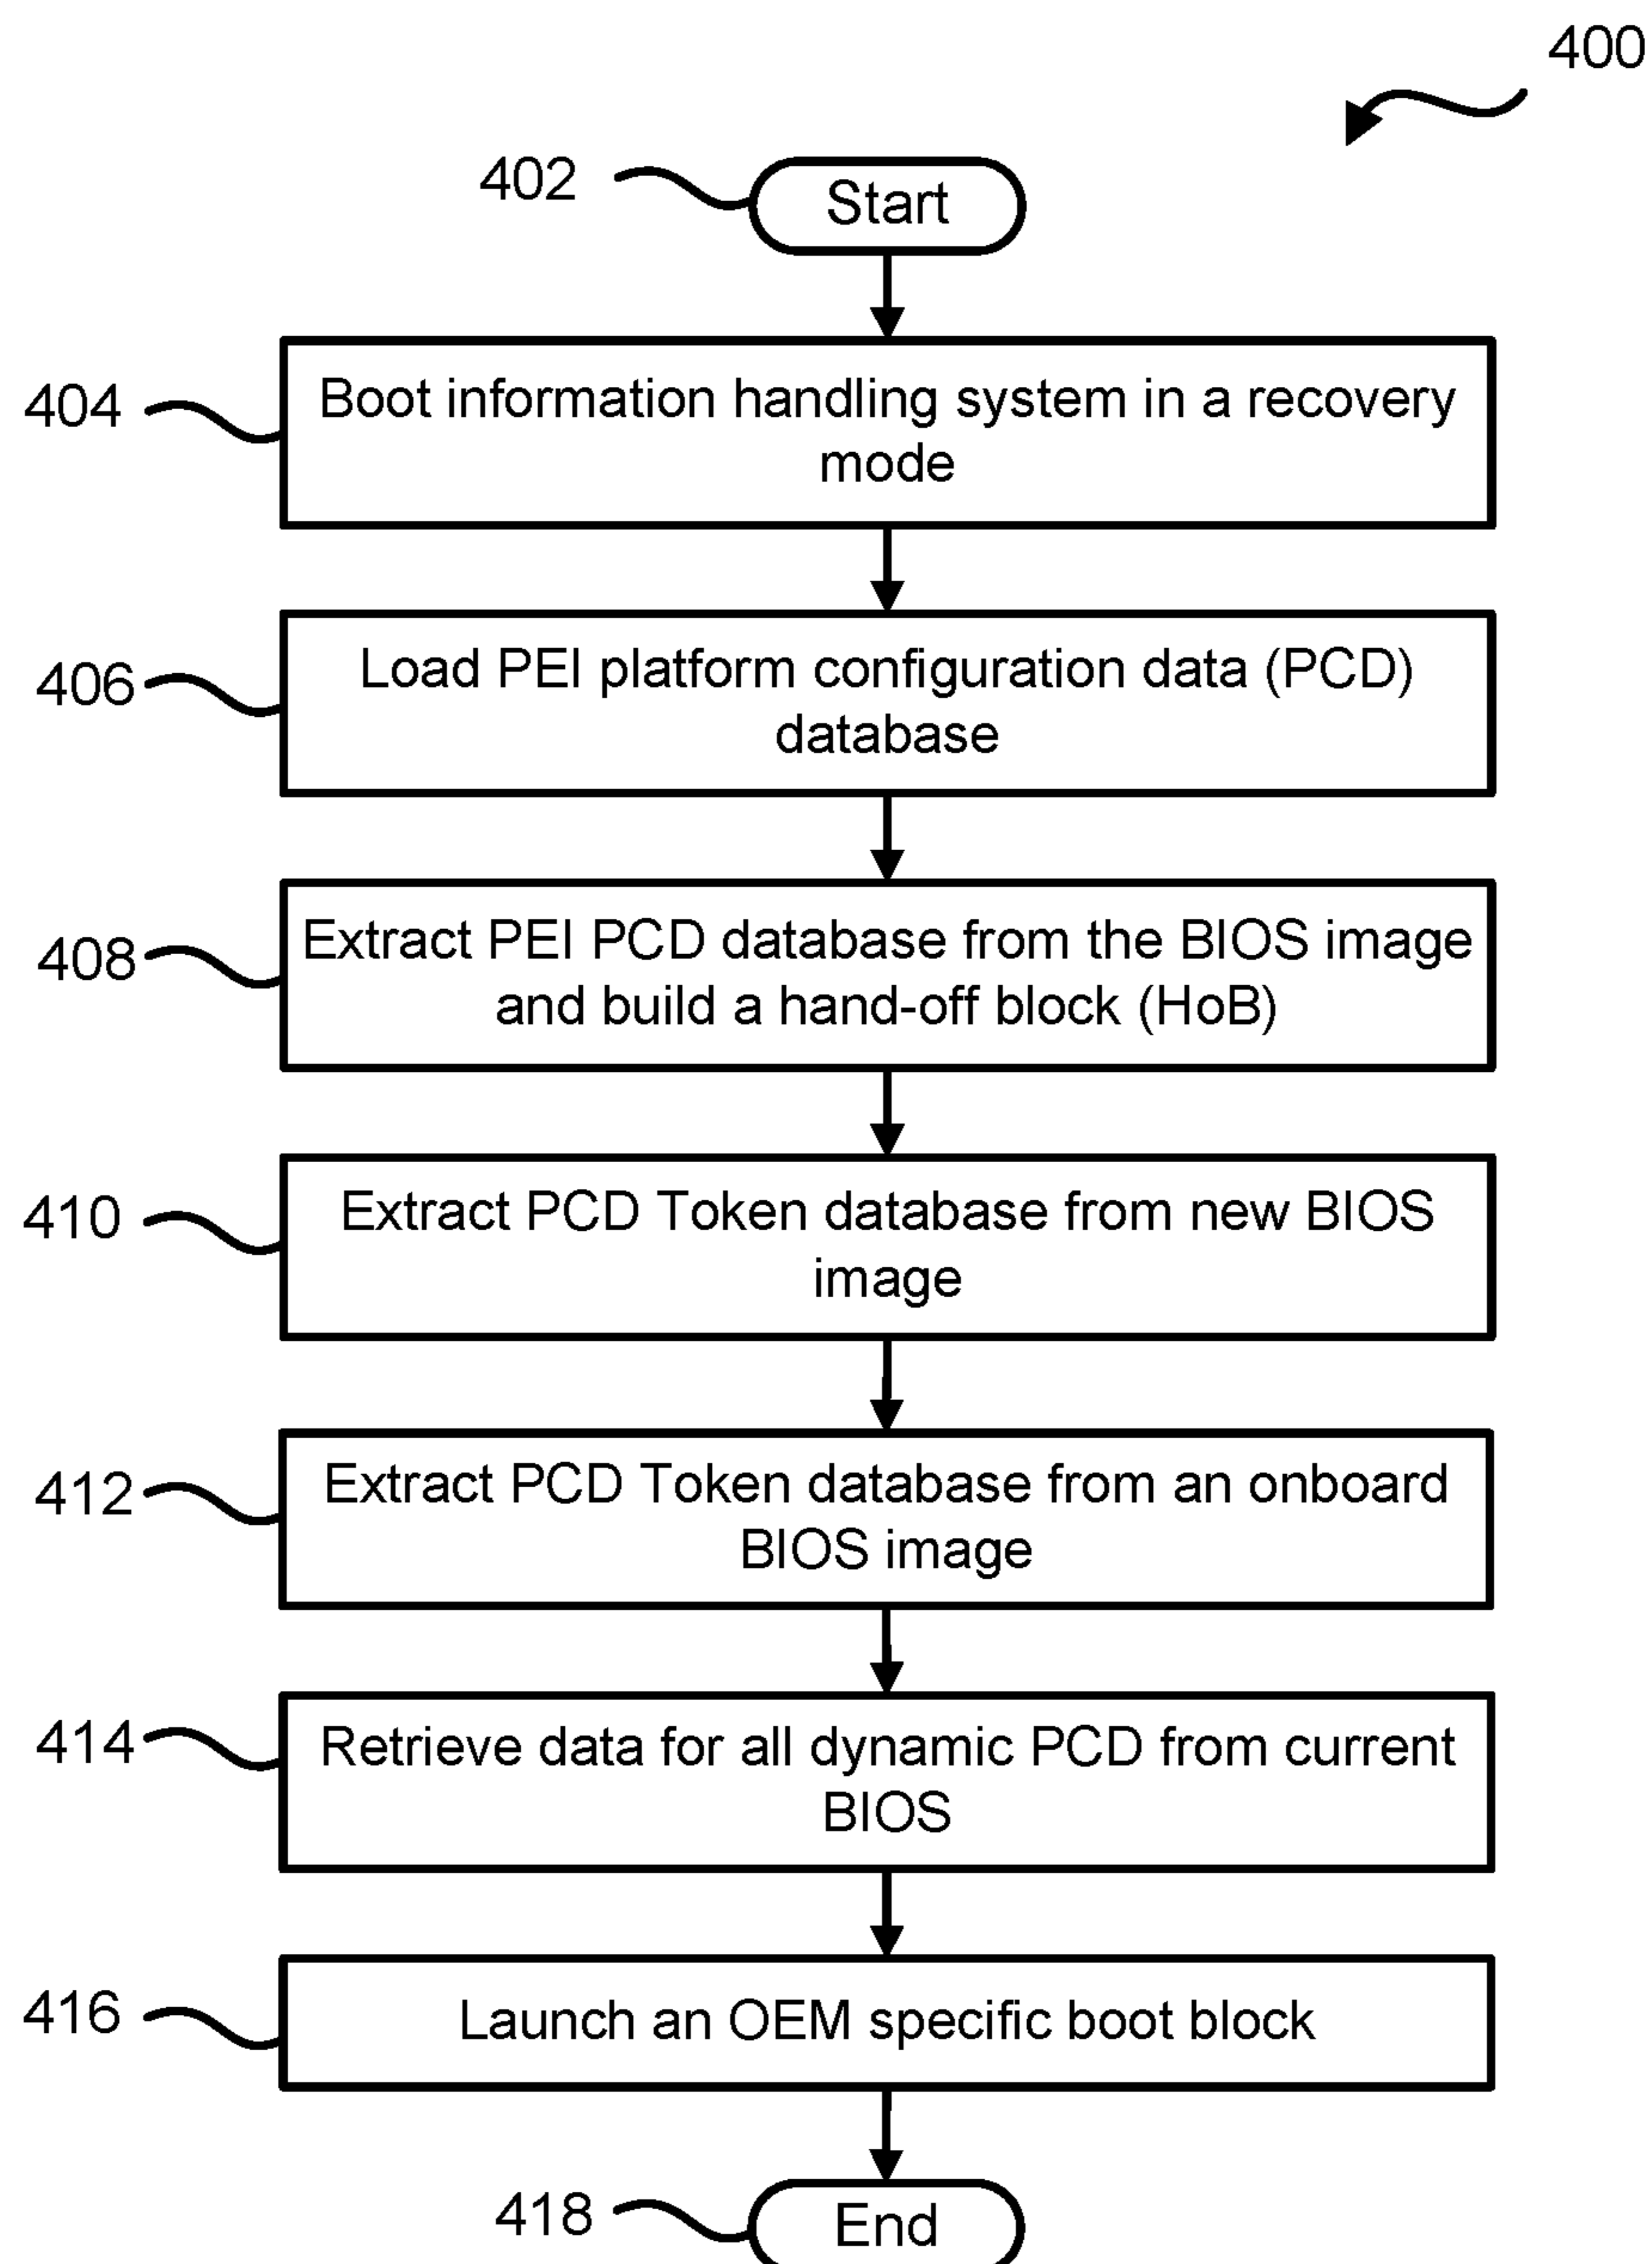 400
402
Start
404
Boot information handling system in a recovery
mode
406
Load PEI platform configuration data (PCD)
database
408
Extract PEI PCD database from the BIOS image
and build a hand-off block (HoB)
410
Extract PCD Token database from new BIOS
image
412
Extract PCD Token database from an onboard
BIOS image
414
Retrieve data for all dynamic PCD from current
BIOS
416
Launch an OEM specific boot block
418
End